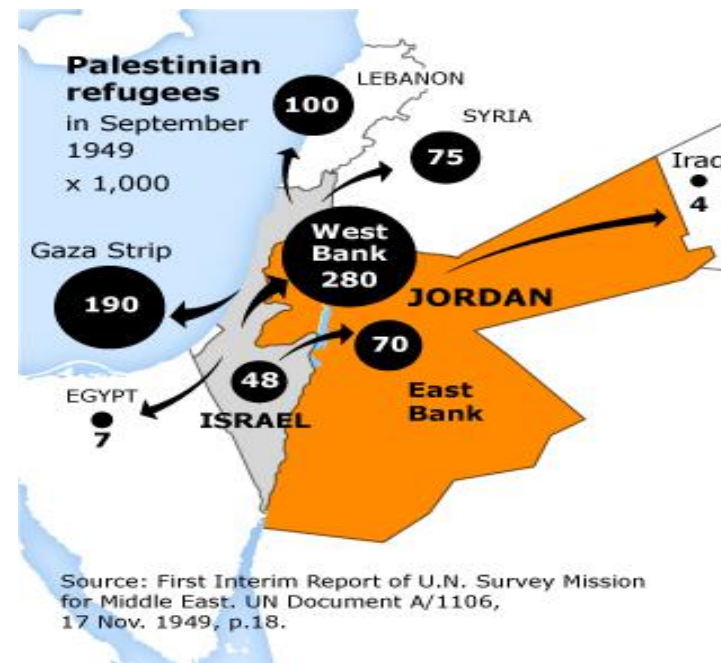 Palestinian
refugees
in September
1949
x 1,000
LEBANON
100
SYRIA
75
Iraq
4
Gaza Strip
190
West
Bank
280
JORDAN
70
East
Bank
48
ISRAEL
EGYPT
7
Source: First Interim Report of U.N. Survey Mission
for Middle East. UN Document A/1106,
17 Nov. 1949, p.18.